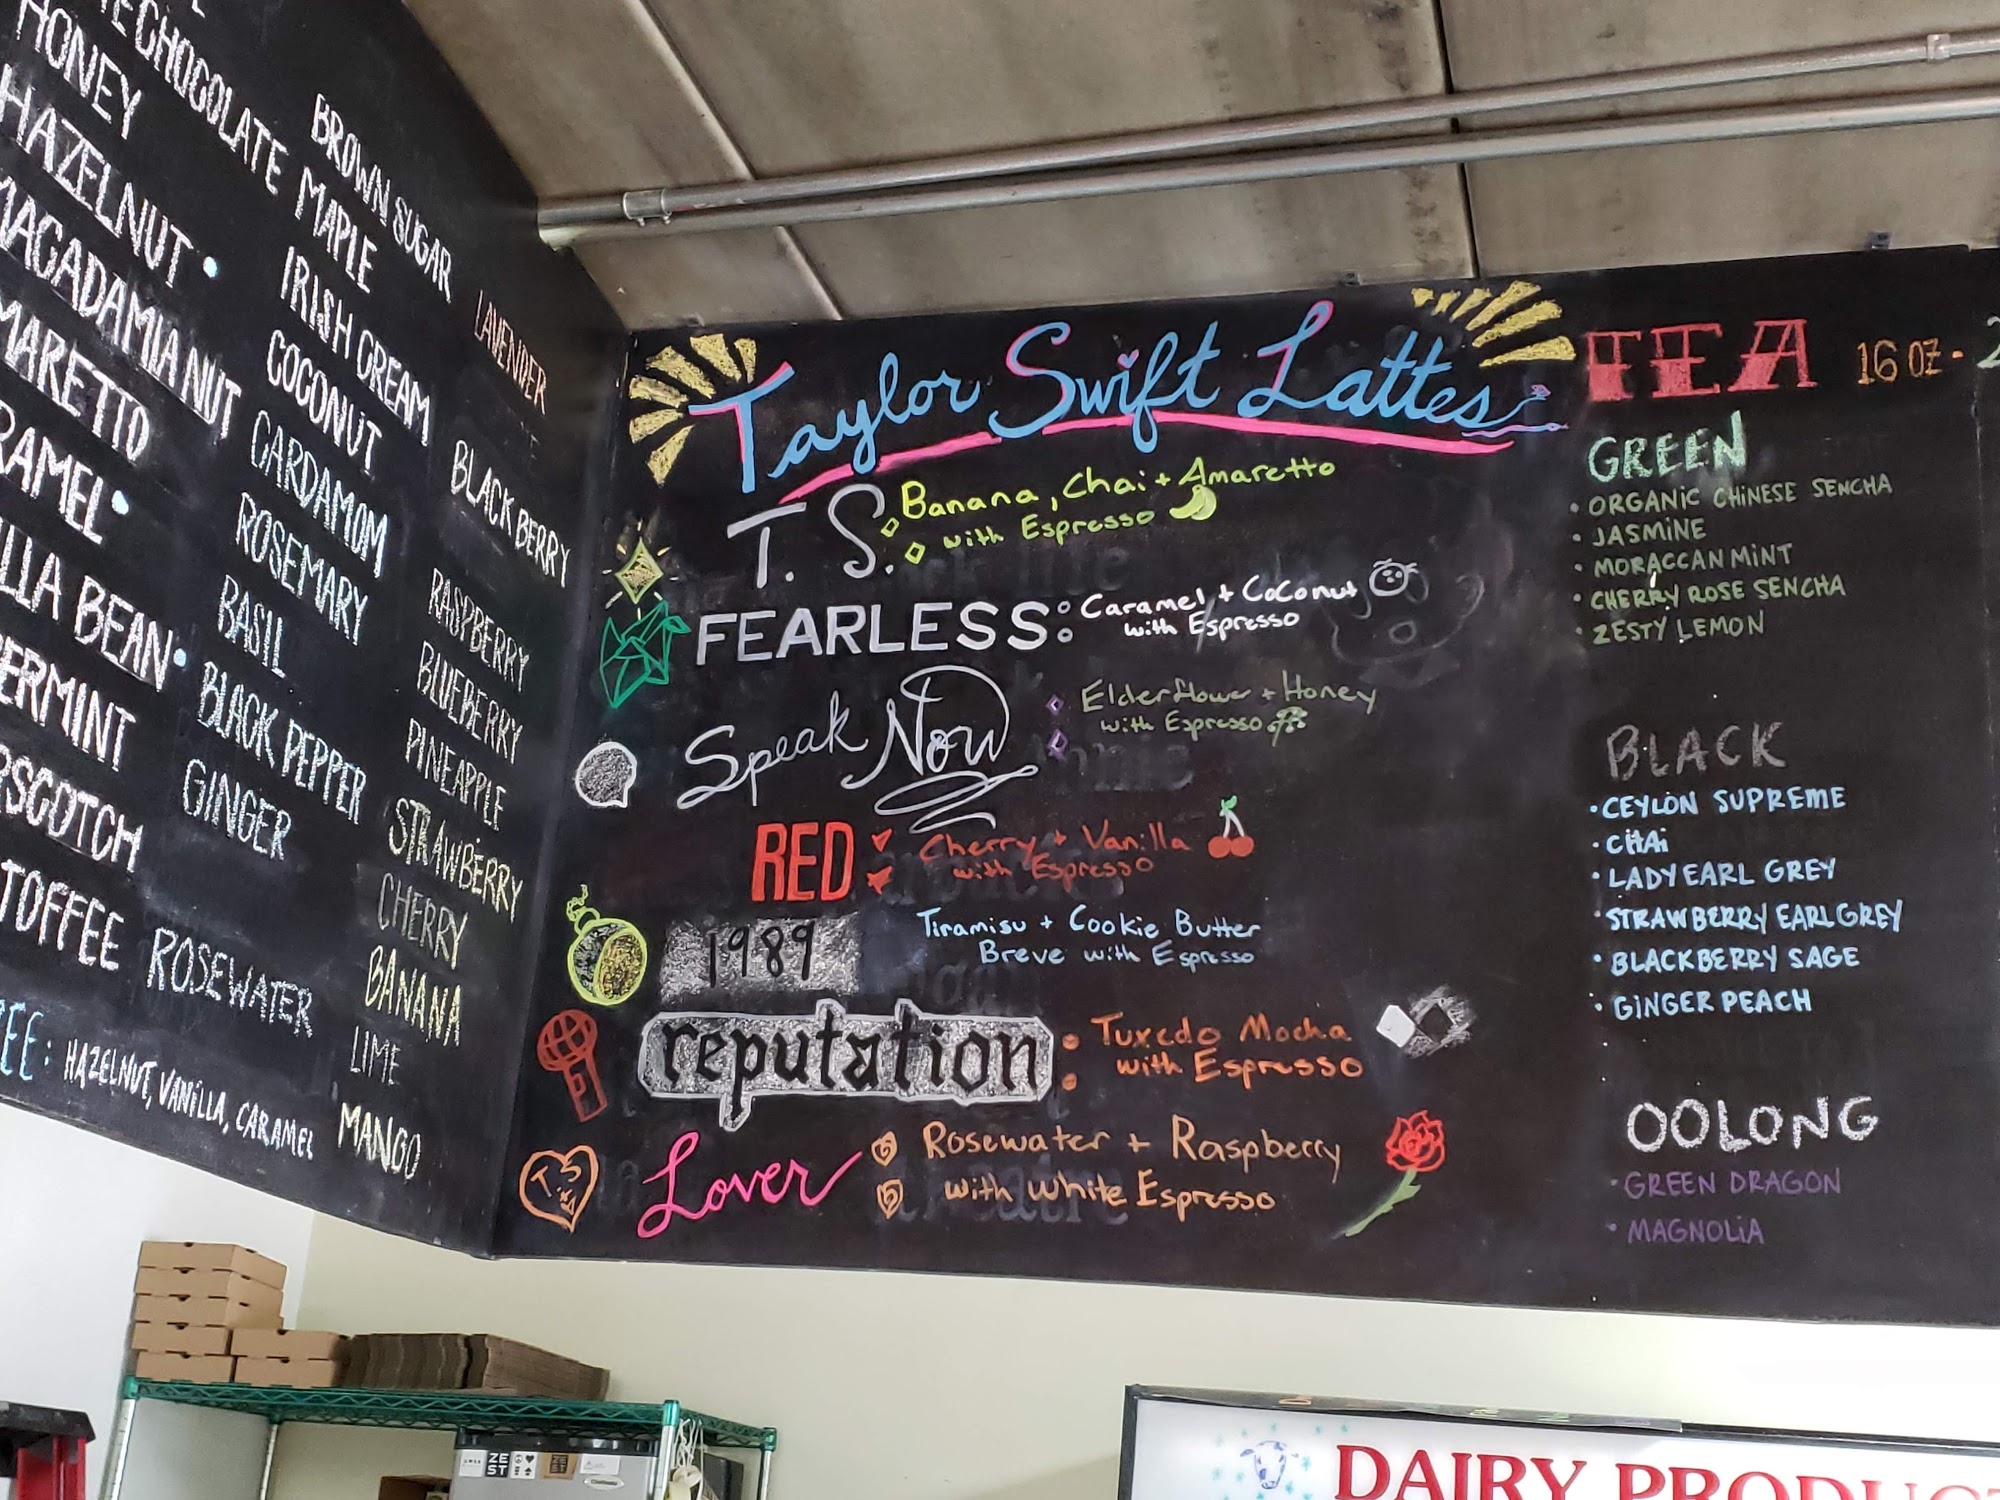 CHOCOLATE
HONEY
HAZELNUT
MACADAMIA NUT
BEAN
TOFFEE
BROWN SUGAR
MAPLE
IRISH CREAM
COCONUT
CARDAMOM
ROSEMARY
BASIL
BLACK PEPPER
GINGER
ROSEWATER
LAVENDER
BLACKBERRY
RASPBERRY
BLUEBERRY
PINEAPPLE
STRAWBERRY
CHERRY
BANANA
LIME
MANGO
HAZELNUT, VANILLA, CARAMEL
Taylor Swift Lattes
T. S. Banana, Chai + Amaretto
with Espresso
FEARLESS: Caramel + Coconut
with Espresso
Speak Now Elderflower + Honey
with Espresso
RED Cherry + Vanilla
with Espresso
1989 Tiramisu + Cookie Butter
Breve with Espresso
reputation : Tuxedo Mocha
with Espresso
Lover Rosewater + Raspberry
with White Espresso
TEA 16 OZ -
GREEN
• ORGANIC CHINESE SENCHA
• JASMINE
• MORACCAN MINT
• CHERRY ROSE SENCHA
• ZESTY LEMON
BLACK
• CEYLON SUPREME
• CHAI
• LADY EARL GREY
• STRAWBERRY EARL GREY
• BLACKBERRY SAGE
• GINGER PEACH
OOLONG
• GREEN DRAGON
• MAGNOLIA
ZEST
DAIRY PRODUCT